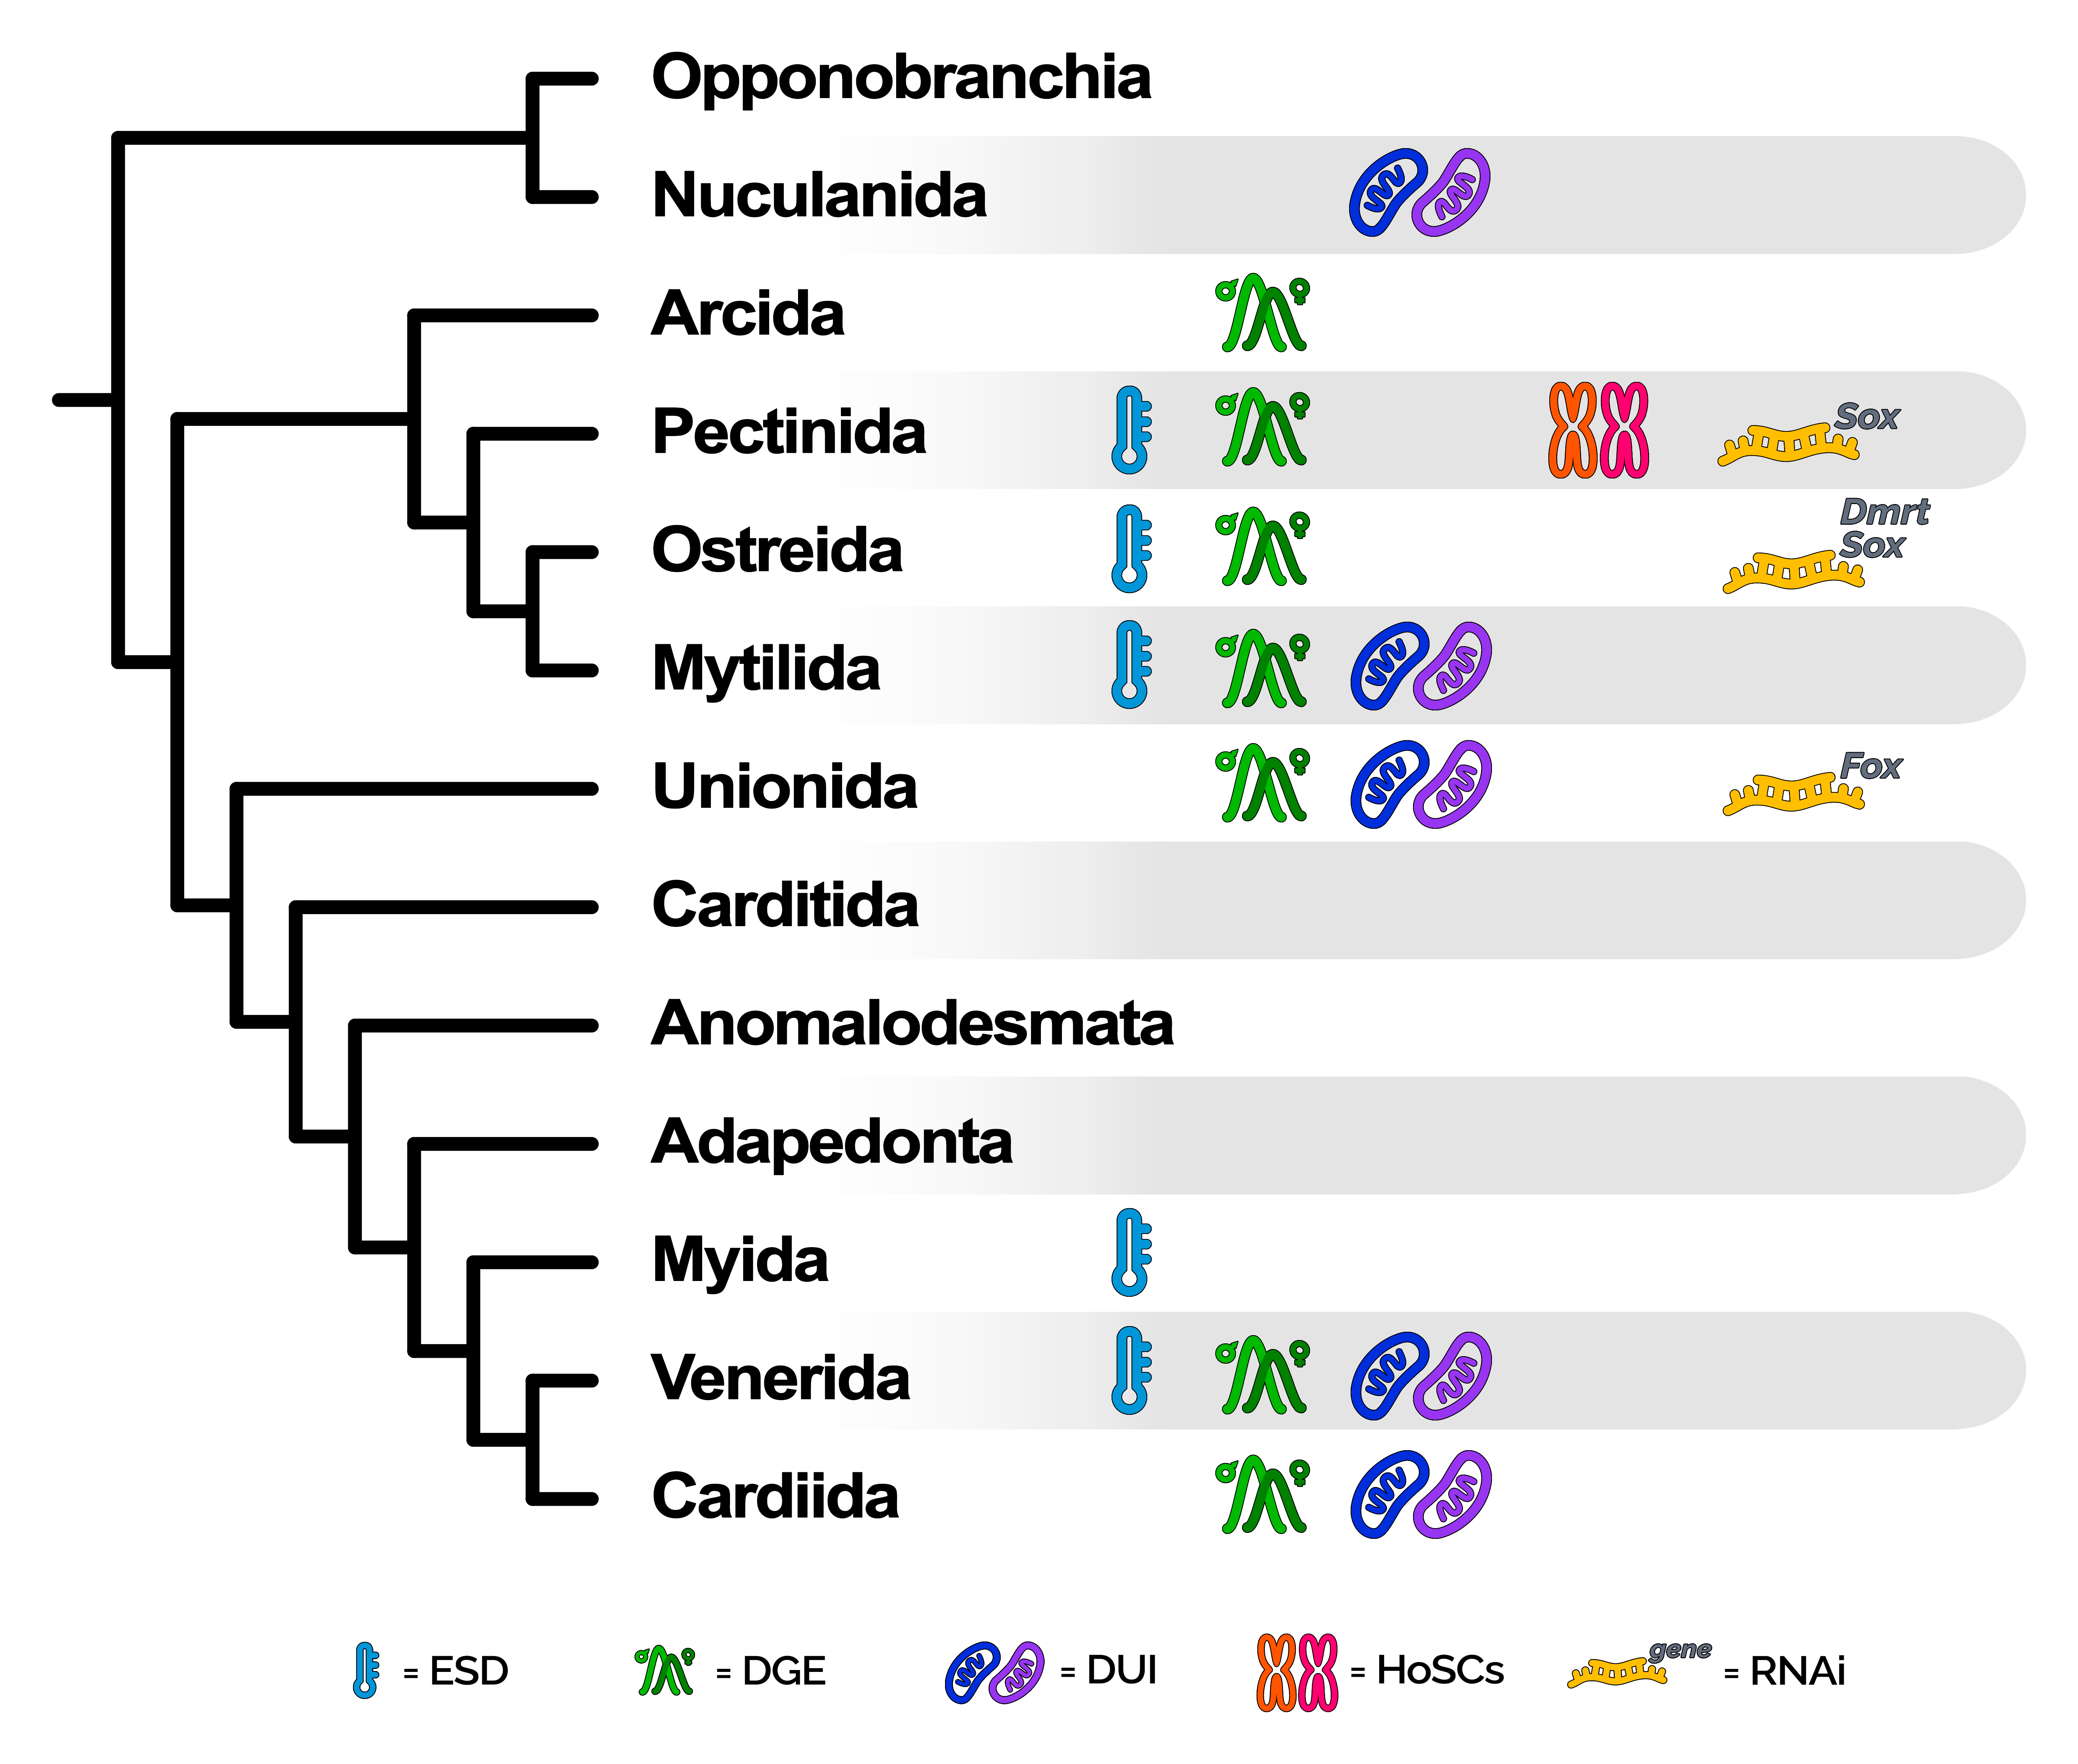 Opponobranchia
Nuculanida
Arcida
Pectinida
Sox
Ostreida
Dmrt
Sox
Mytilida
Unionida
Fox
Carditida
Anomalodesmata
Adapedonta
Myida
Venerida
Cardiida
= ESD
= DGE
= DUI
= HoSCs
gene
= RNAi